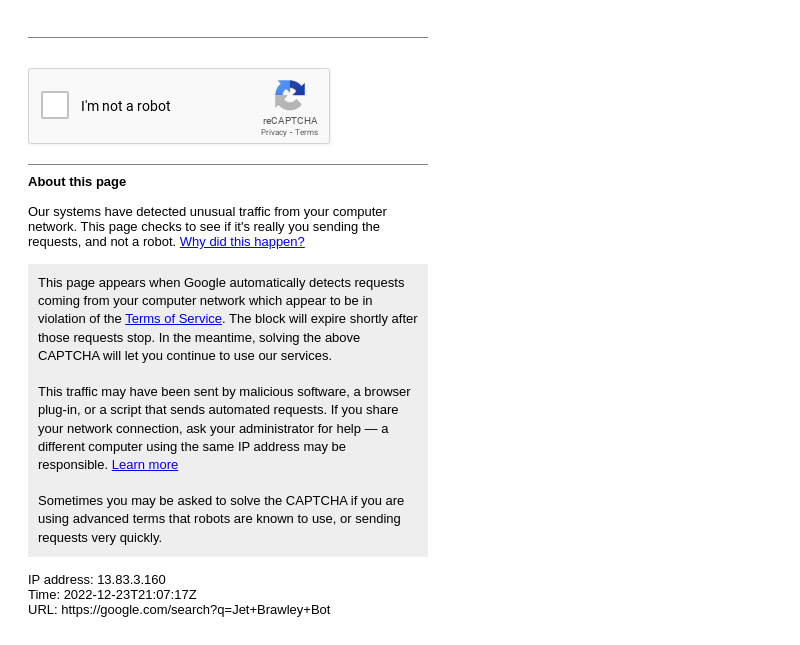 I'm not a robot
reCAPTCHA
Privacy - Terms
About this page
Our systems have detected unusual traffic from your computer
network. This page checks to see if it's really you sending the
requests, and not a robot. Why did this happen?
This page appears when Google automatically detects requests
coming from your computer network which appear to be in
violation of the Terms of Service. The block will expire shortly after
those requests stop. In the meantime, solving the above
CAPTCHA will let you continue to use our services.
This traffic may have been sent by malicious software, a browser
plug-in, or a script that sends automated requests. If you share
your network connection, ask your administrator for help — a
different computer using the same IP address may be
responsible. Learn more
Sometimes you may be asked to solve the CAPTCHA if you are
using advanced terms that robots are known to use, or sending
requests very quickly.
IP address: 13.83.3.160
Time: 2022-12-23T21:07:17Z
URL: https://google.com/search?q=Jet+Brawley+Bot